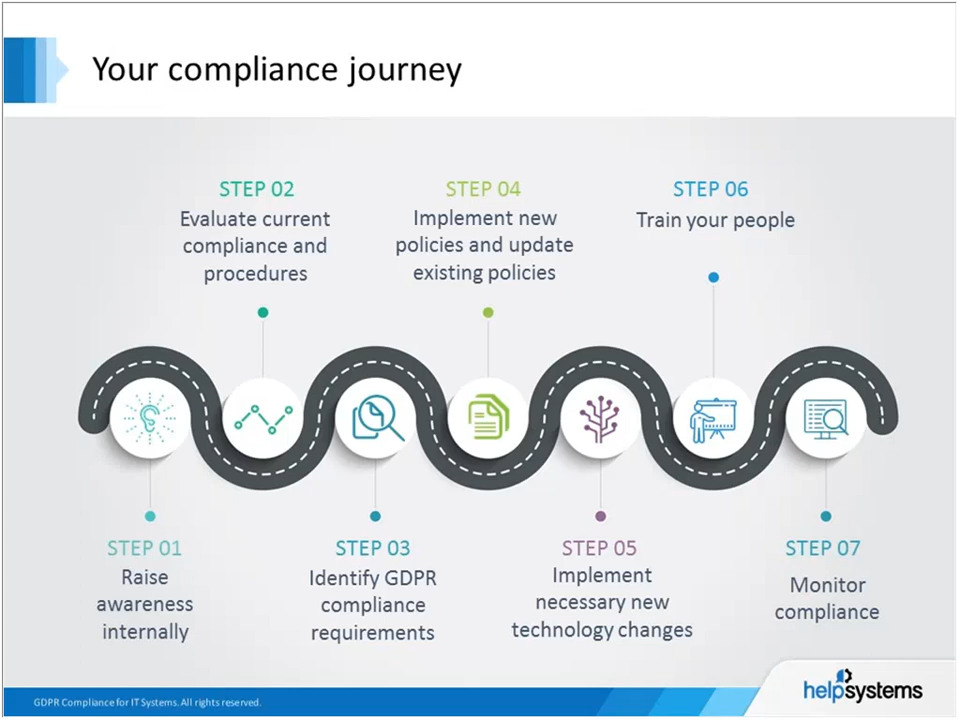 Your compliance journey
STEP 01
Raise
awareness
internally
STEP 02
Evaluate current
compliance and
procedures
STEP 03
Identify GDPR
compliance
requirements
STEP 04
Implement new
policies and update
existing policies
STEP 05
Implement
necessary new
technology changes
STEP 06
Train your people
STEP 07
Monitor
compliance
GDPR Compliance for IT Systems. All rights reserved.
helpsystems